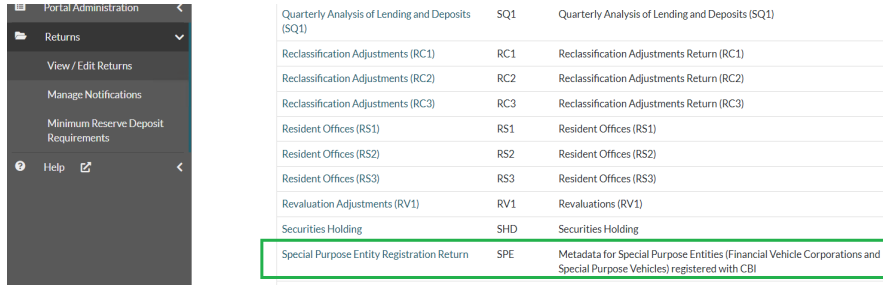 Portal Administration
Returns
View / Edit Returns
Manage Notifications
Minimum Reserve Deposit
Requirements
Help
Quarterly Analysis of Lending and Deposits SQ1 Quarterly Analysis of Lending and Deposits (SQ1)
(SQ1)
Reclassification Adjustments (RC1) RC1 Reclassification Adjustments Return (RC1)
Reclassification Adjustments (RC2) RC2 Reclassification Adjustments Return (RC2)
Reclassification Adjustments (RC3) RC3 Reclassification Adjustments Return (RC3)
Resident Offices (RS1) RS1 Resident Offices (RS1)
Resident Offices (RS2) RS2 Resident Offices (RS2)
Resident Offices (RS3) RS3 Resident Offices (RS3)
Revaluation Adjustments (RV1) RV1 Revaluations (RV1)
Securities Holding SHD Securities Holding
Special Purpose Entity Registration Return SPE Metadata for Special Purpose Entities (Financial Vehicle Corporations and
Special Purpose Vehicles) registered with CBI